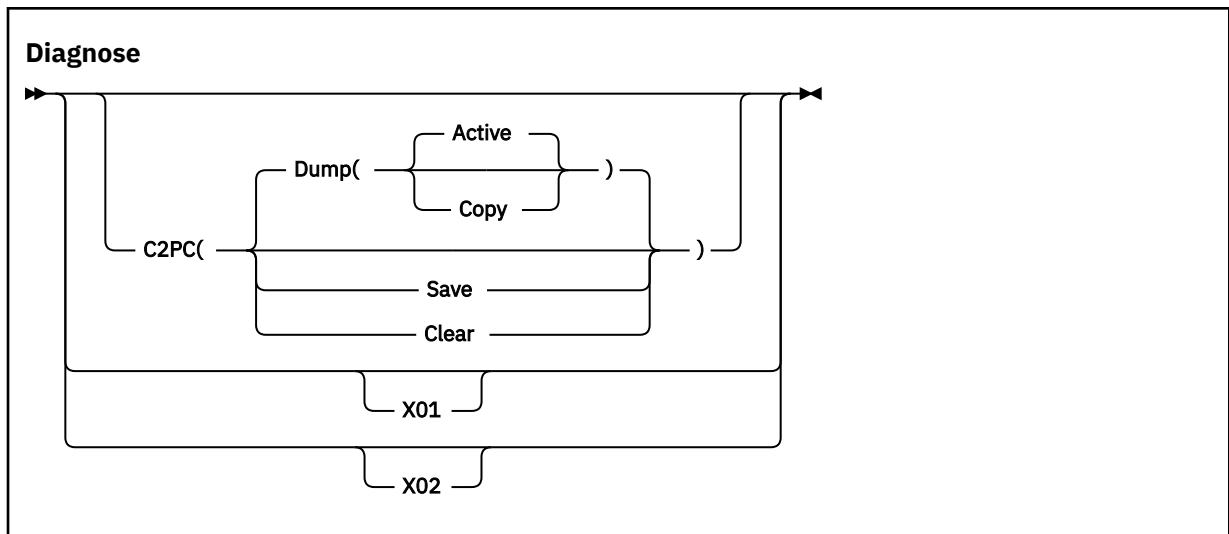 Diagnose
Active
Dump( )
Copy
C2PC( )
Save
Clear
X01
X02